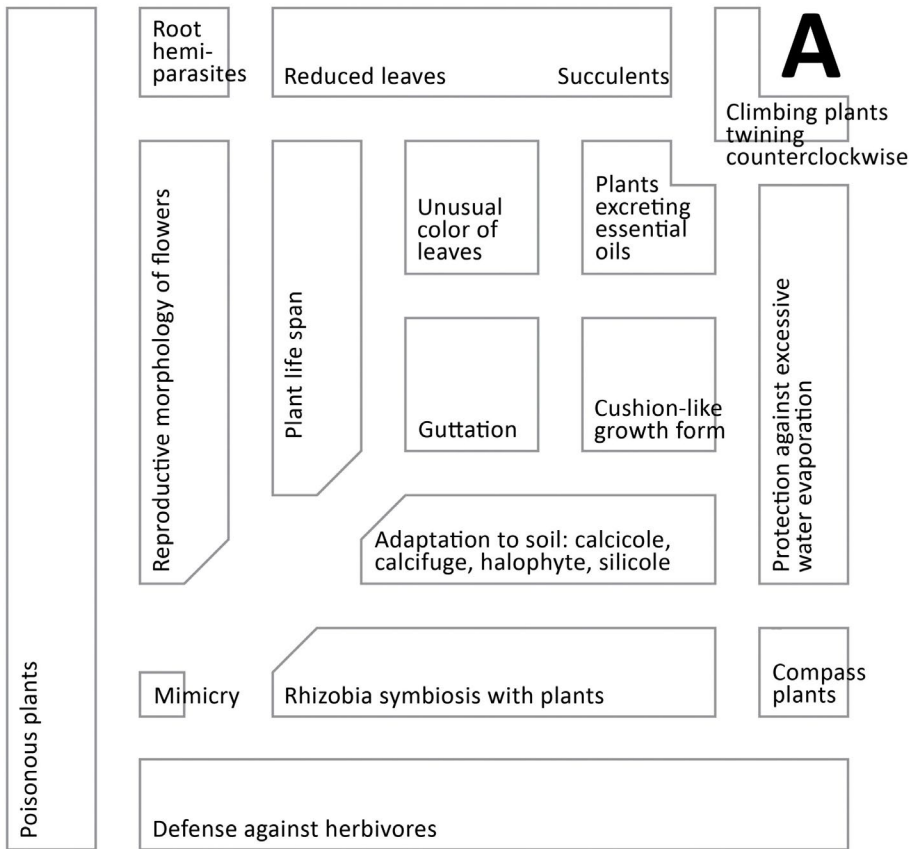 Root
hemi-
parasites
Reduced leaves
Succulents
A
Climbing plants
twining
counterclockwise
Reproductive morphology of flowers
Plant life span
Unusual
color of
leaves
Plants
excreting
essential
oils
Guttation
Cushion-like
growth form
Protection against excessive
water evaporation
Adaptation to soil: calcicole,
calcifuge, halophyte, silicole
Poisonous plants
Mimicry
Rhizobia symbiosis with plants
Compass
plants
Defense against herbivores